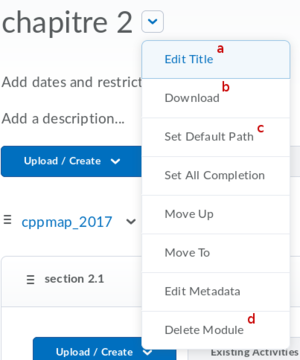 chapitre 2
Edit Title a
Add dates and restrict
Download b
Add a description...
Set Default Path c
Upload / Create
Set All Completion
Move Up
cppmap_2017
Move To
section 2.1
Edit Metadata
Delete Module d
Upload / Create
Existing Activities